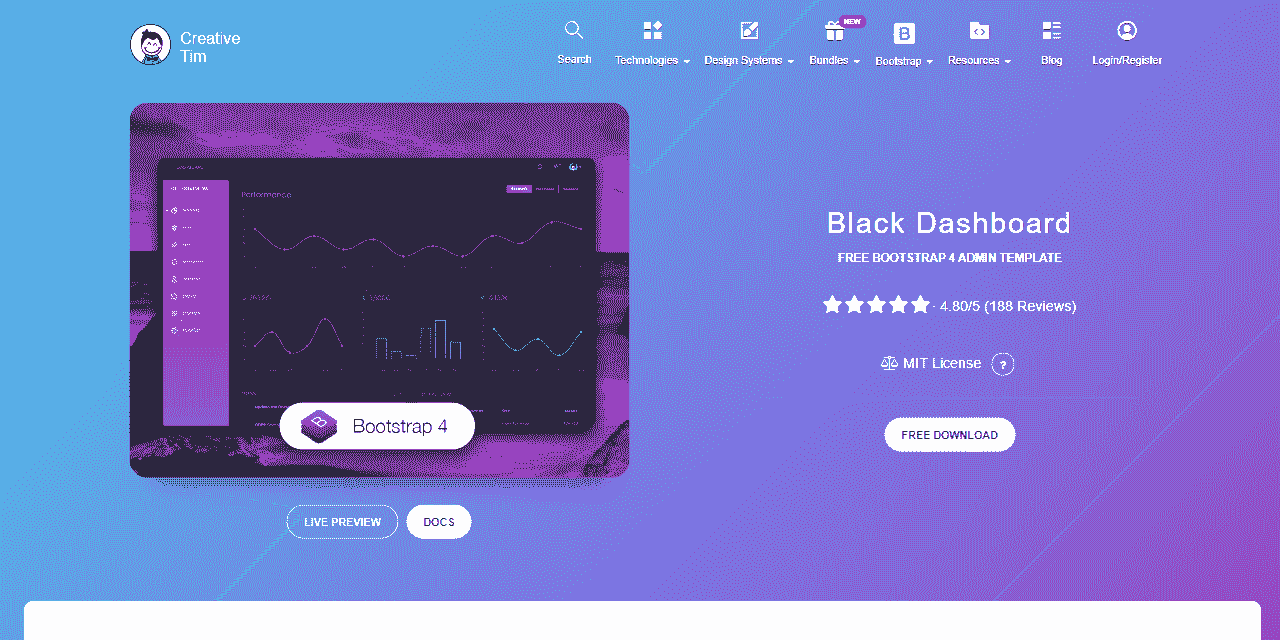 Creative
Tim
Search
Technologies
Design Systems
NEW
Bundles
Bootstrap
Resources
Blog
Login/Register
Performance
Bootstrap 4
LIVE PREVIEW
DOCS
Black Dashboard
FREE BOOTSTRAP 4 ADMIN TEMPLATE
· 4.80/5 (188 Reviews)
MIT License
?
FREE DOWNLOAD